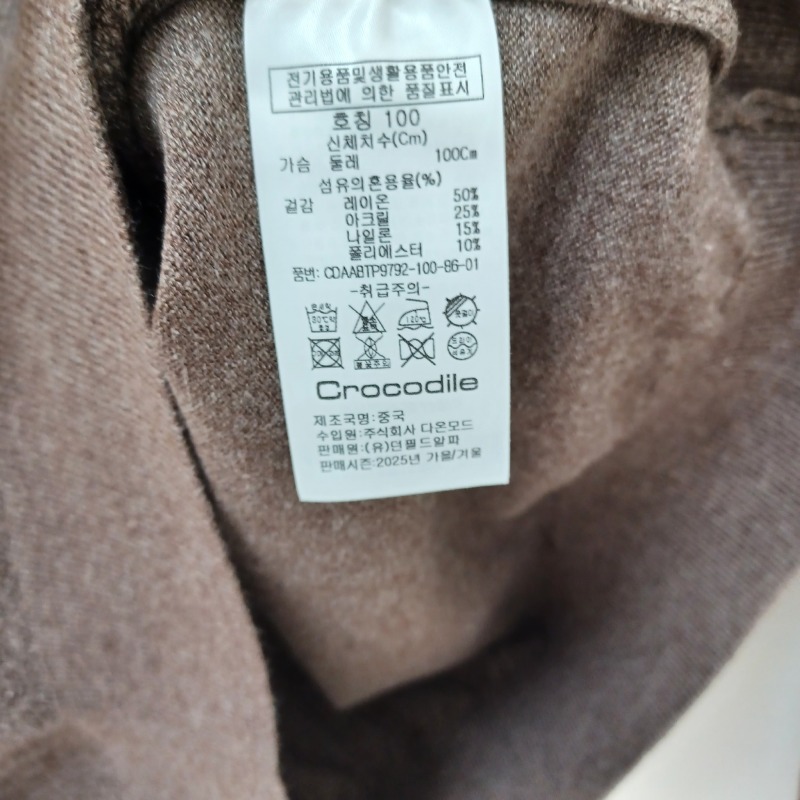 전기용품및생활용품안전
관리법에 의한 품질표시
호칭 100
신체치수(Cm)
가슴 둘레 100Cm
섬유의혼용율(%)
겉감 레이온 50%
아크릴 25%
나일론 15%
폴리에스터 10%
품번: CDAABTP9792-100-86-01
-취급주의-
30℃
120℃
Crocodile
제조국명:중국
수입원:주식회사 다온모드
판매원:(유)던필드알파
판매시즌:2025년 가을/겨울